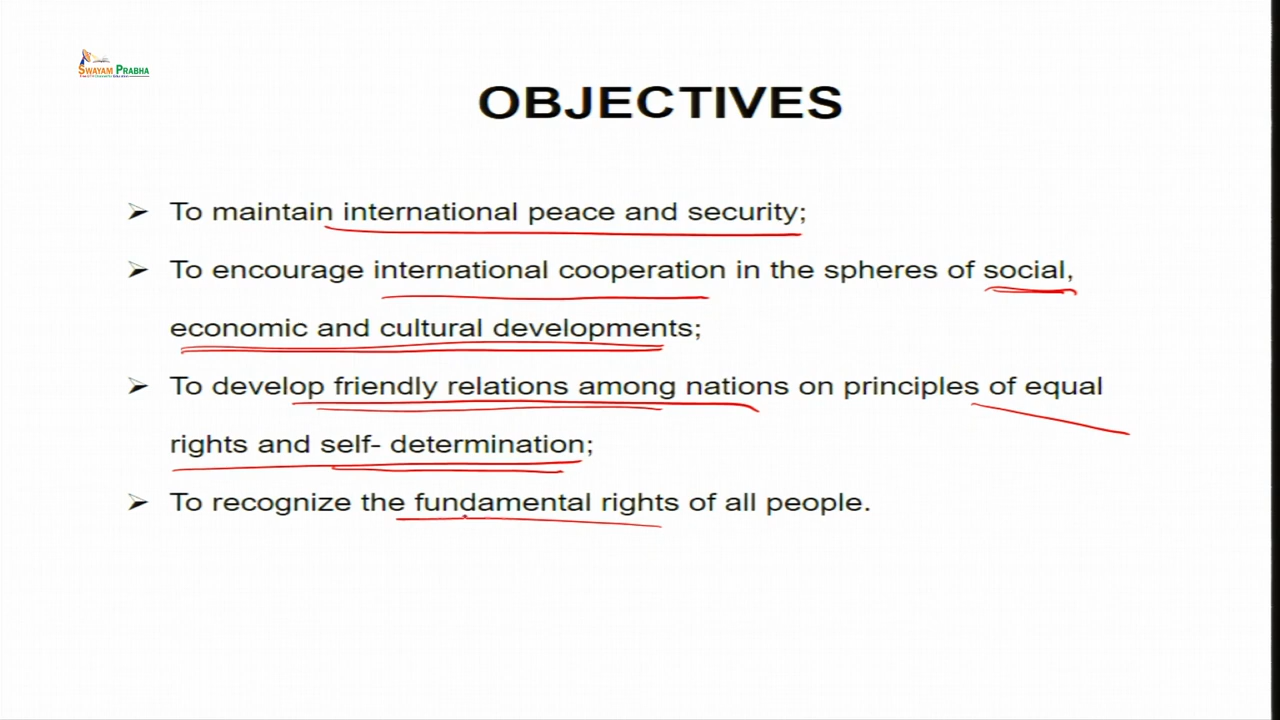 SWAYAM PRABHA
OBJECTIVES
➢ To maintain international peace and security;
➢ To encourage international cooperation in the spheres of social,
economic and cultural developments;
➢ To develop friendly relations among nations on principles of equal
rights and self- determination;
➢ To recognize the fundamental rights of all people.